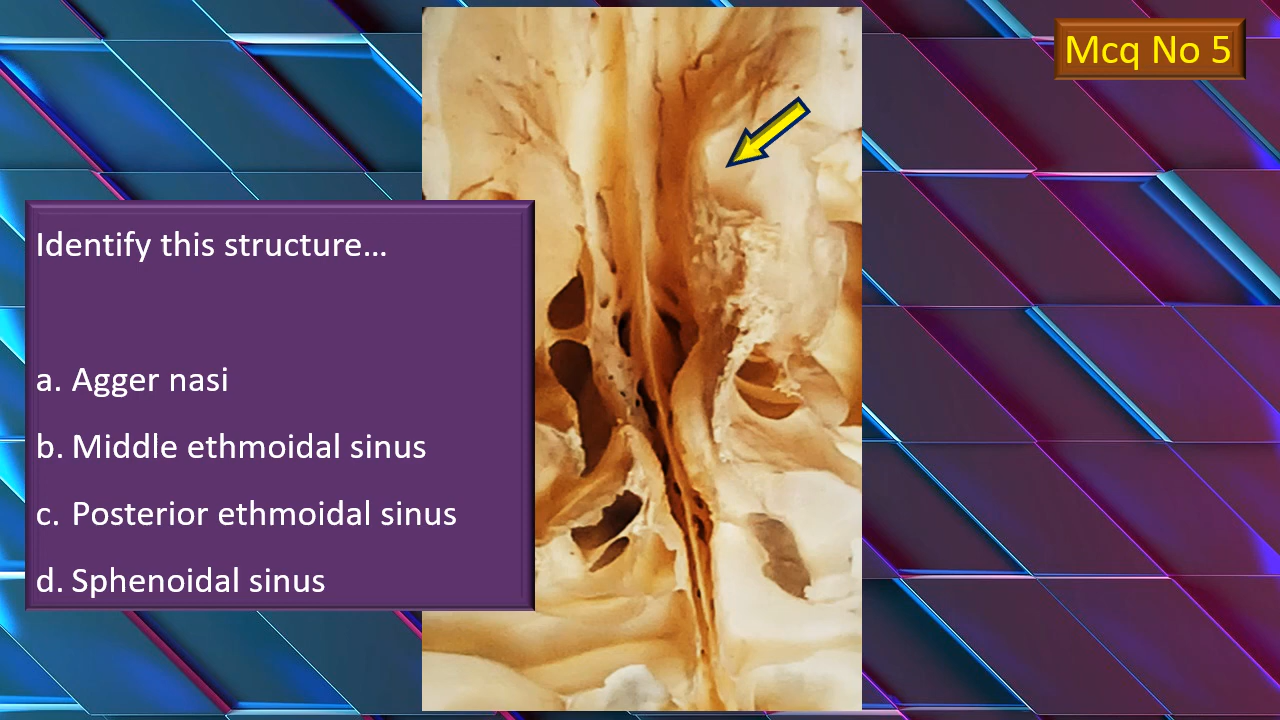 Mcq No 5
Identify this structure…
a. Agger nasi
b. Middle ethmoidal sinus
c. Posterior ethmoidal sinus
d. Sphenoidal sinus